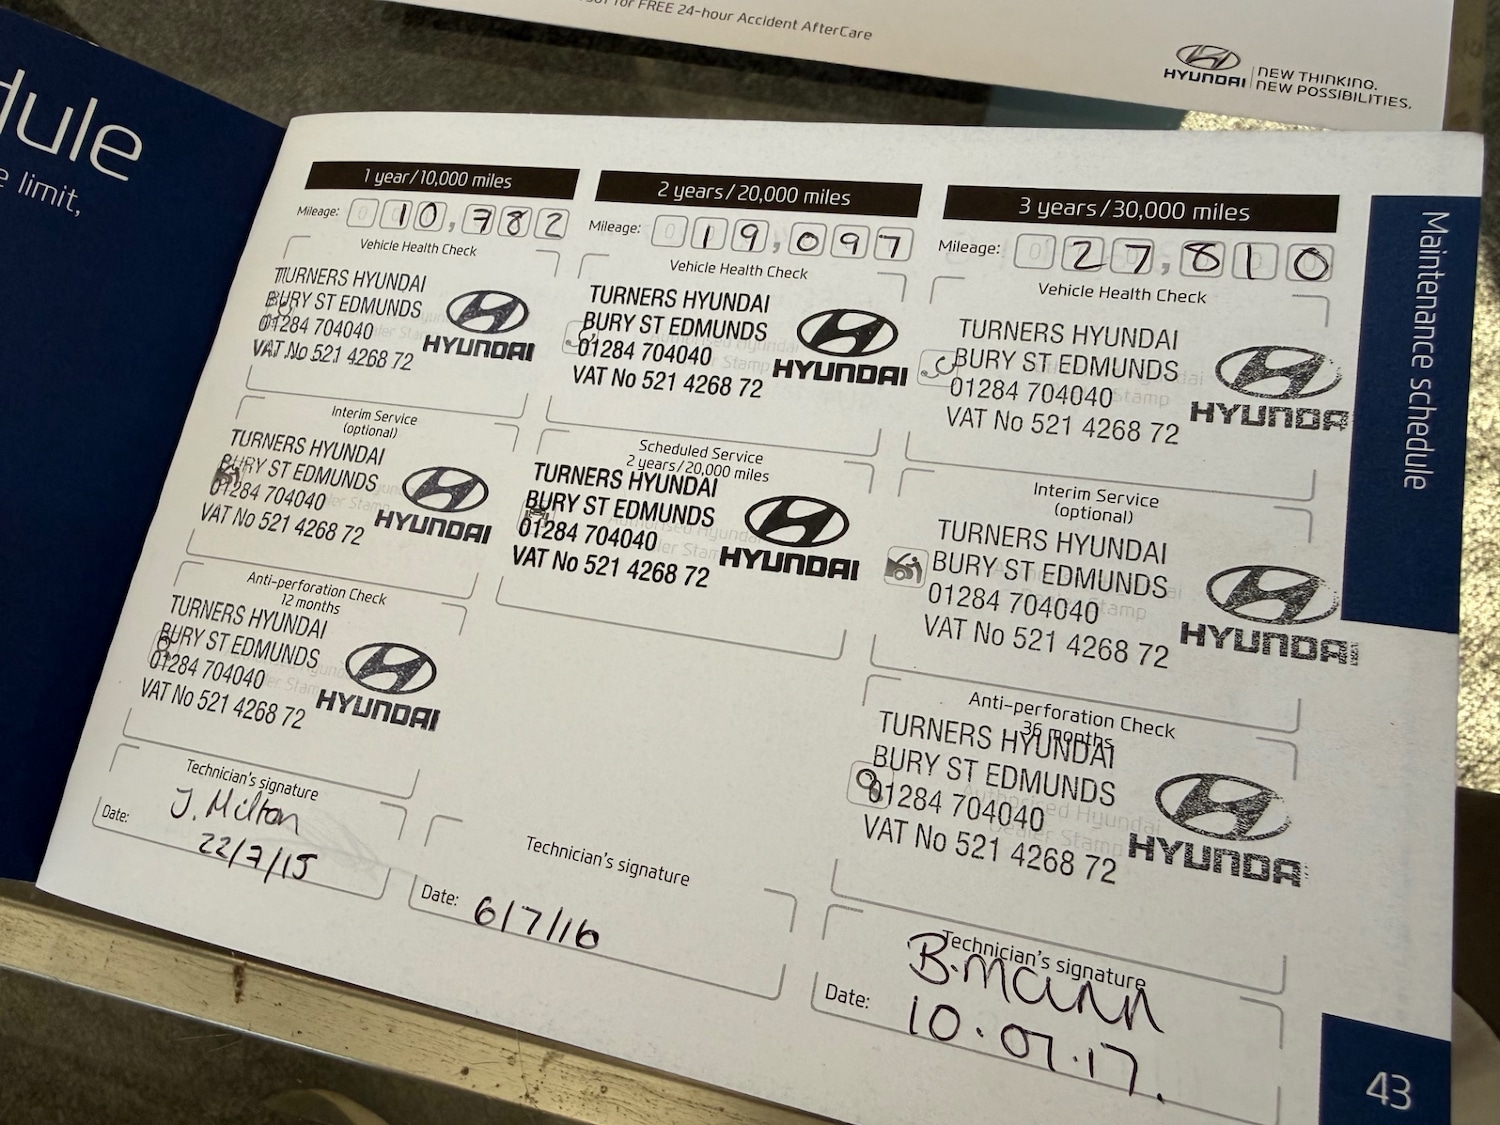 for FREE 24-hour Accident AfterCare
HYUNDAI
NEW THINKING.
NEW POSSIBILITIES.
limit,
1 year/10,000 miles
Mileage: 10,782
Vehicle Health Check
TURNERS HYUNDAI
BURY ST EDMUNDS
01284 704040
VAT No 521 4268 72
HYUNDAI
Interim Service
(optional)
TURNERS HYUNDAI
BURY ST EDMUNDS
01284 704040
VAT No 521 4268 72
HYUNDAI
Anti-perforation Check
12 months
TURNERS HYUNDAI
BURY ST EDMUNDS
01284 704040
VAT No 521 4268 72
HYUNDAI
Technician's signature
J. Milton
Date: 22/7/15
2 years/20,000 miles
Mileage: 19,097
Vehicle Health Check
TURNERS HYUNDAI
BURY ST EDMUNDS
01284 704040
VAT No 521 4268 72
HYUNDAI
Scheduled Service
2 years/20,000 miles
TURNERS HYUNDAI
BURY ST EDMUNDS
01284 704040
VAT No 521 4268 72
HYUNDAI
Technician's signature
Date: 6/7/16
3 years/30,000 miles
Mileage: 27,810
Vehicle Health Check
TURNERS HYUNDAI
BURY ST EDMUNDS
01284 704040
VAT No 521 4268 72
HYUNDAI
Interim Service
(optional)
TURNERS HYUNDAI
BURY ST EDMUNDS
01284 704040
VAT No 521 4268 72
HYUNDAI
Anti-perforation Check
36 months
TURNERS HYUNDAI
BURY ST EDMUNDS
01284 704040
VAT No 521 4268 72
Authorised Hyundai
Dealer Stamp
HYUNDAI
Technician's signature
B.Mann
Date: 10.07.17.
Maintenance schedule
43